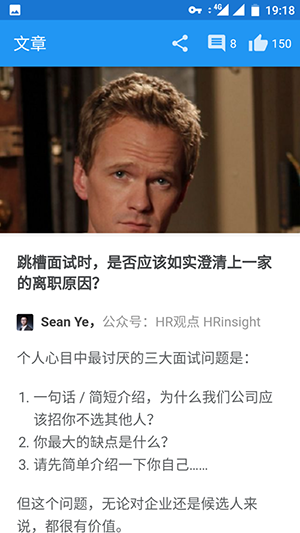 4G 19:18
文章 8 150
跳槽面试时，是否应该如实澄清上一家
的离职原因？
Sean Ye，公众号：HR观点 HRinsight
个人心目中最讨厌的三大面试问题是：
1. 一句话 / 简短介绍，为什么我们公司应
该招你不选其他人？
2. 你最大的缺点是什么？
3. 请先简单介绍一下你自己……
但这个问题，无论对企业还是候选人来
说，都很有价值。